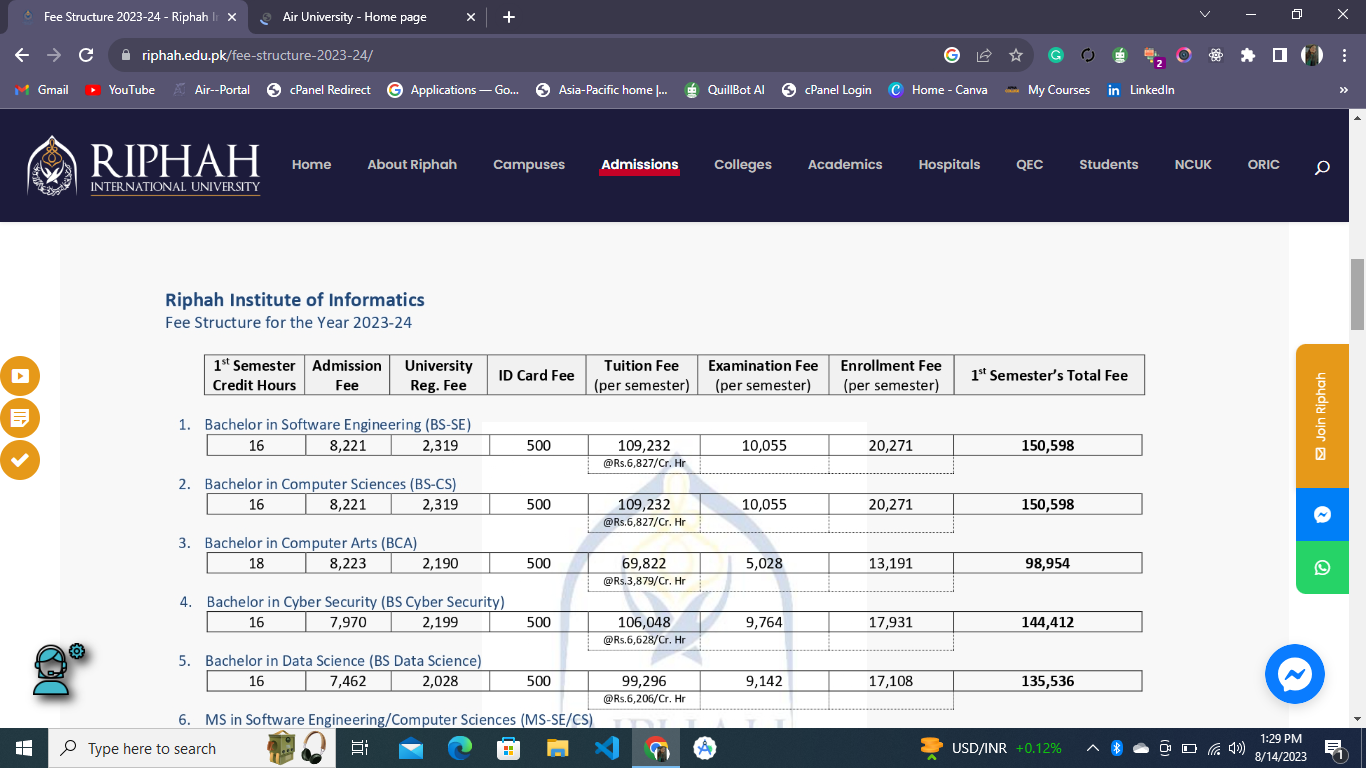 Fee Structure 2023-24 - Riphah I
Air University - Home page
riphah.edu.pk/fee-structure-2023-24/
2
Gmail YouTube Air--Portal cPanel Redirect Applications — Go... Asia-Pacific home |... QuillBot AI cPanel Login Home - Canva My Courses LinkedIn »
RIPHAH
INTERNATIONAL UNIVERSITY
Home About Riphah Campuses Admissions Colleges Academics Hospitals QEC Students NCUK ORIC
Riphah Institute of Informatics
Fee Structure for the Year 2023-24
1st Semester Credit Hours Admission Fee University Reg. Fee ID Card Fee Tuition Fee (per semester) Examination Fee (per semester) Enrollment Fee (per semester) 1st Semester's Total Fee
1. Bachelor in Software Engineering (BS-SE)
16 8,221 2,319 500 109,232 10,055 20,271 150,598
@Rs.6,827/Cr. Hr
2. Bachelor in Computer Sciences (BS-CS)
16 8,221 2,319 500 109,232 10,055 20,271 150,598
@Rs.6,827/Cr. Hr
3. Bachelor in Computer Arts (BCA)
18 8,223 2,190 500 69,822 5,028 13,191 98,954
@Rs.3,879/Cr. Hr
4. Bachelor in Cyber Security (BS Cyber Security)
16 7,970 2,199 500 106,048 9,764 17,931 144,412
@Rs.6,628/Cr. Hr
5. Bachelor in Data Science (BS Data Science)
16 7,462 2,028 500 99,296 9,142 17,108 135,536
@Rs.6,206/Cr. Hr
6. MS in Software Engineering/Computer Sciences (MS-SE/CS)
Join Riphah
Type here to search
USD/INR +0.12%
1:29 PM
8/14/2023
1